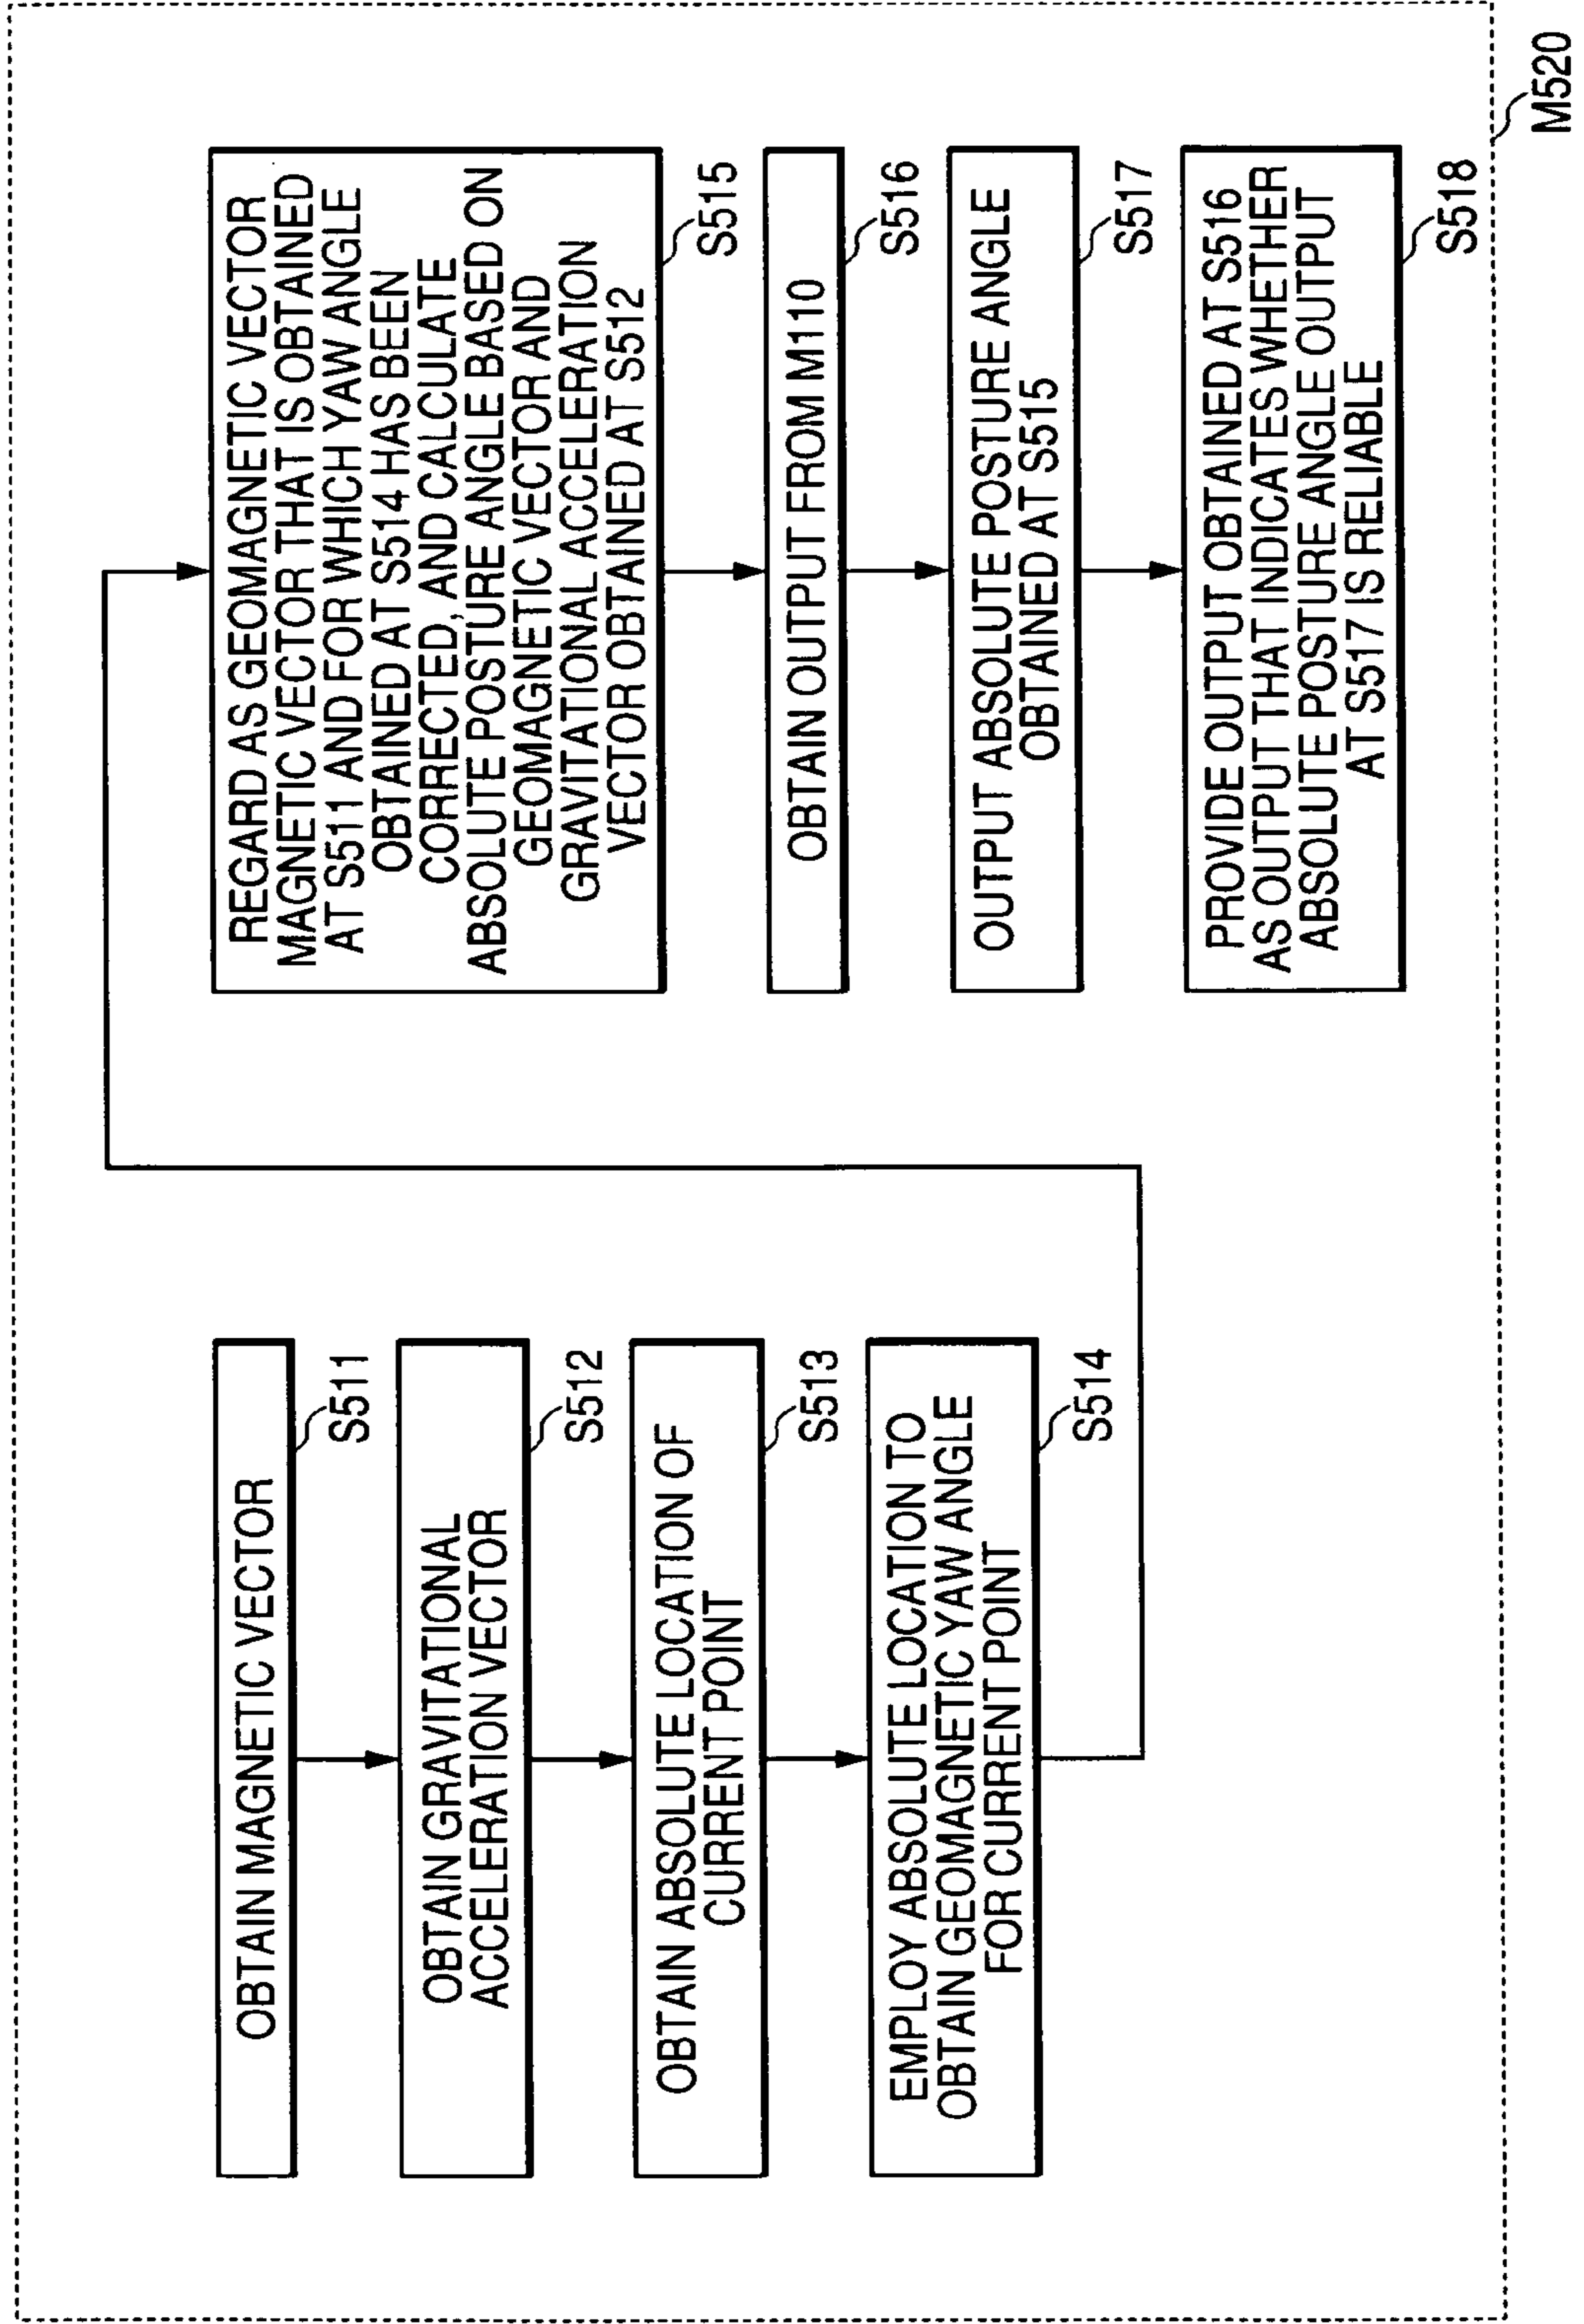 OBTAIN MAGNETIC VECTOR
S511
OBTAIN GRAVITATIONAL
ACCELERATION VECTOR
S512
OBTAIN ABSOLUTE LOCATION OF
CURRENT POINT
S513
EMPLOY ABSOLUTE LOCATION TO
OBTAIN GEOMAGNETIC YAW ANGLE
FOR CURRENT POINT
S514
REGARD AS GEOMAGNETIC VECTOR
MAGNETIC VECTOR THAT IS OBTAINED
AT S511 AND FOR WHICH YAW ANGLE
OBTAINED AT S514 HAS BEEN
CORRECTED, AND CALCULATE
ABSOLUTE POSTURE ANGLE BASED ON
GEOMAGNETIC VECTOR AND
GRAVITATIONAL ACCELERATION
VECTOR OBTAINED AT S512
S515
OBTAIN OUTPUT FROM M110
S516
OUTPUT ABSOLUTE POSTURE ANGLE
OBTAINED AT S515
S517
PROVIDE OUTPUT OBTAINED AT S516
AS OUTPUT THAT INDICATES WHETHER
ABSOLUTE POSTURE ANGLE OUTPUT
AT S517 IS RELIABLE
S518
M520